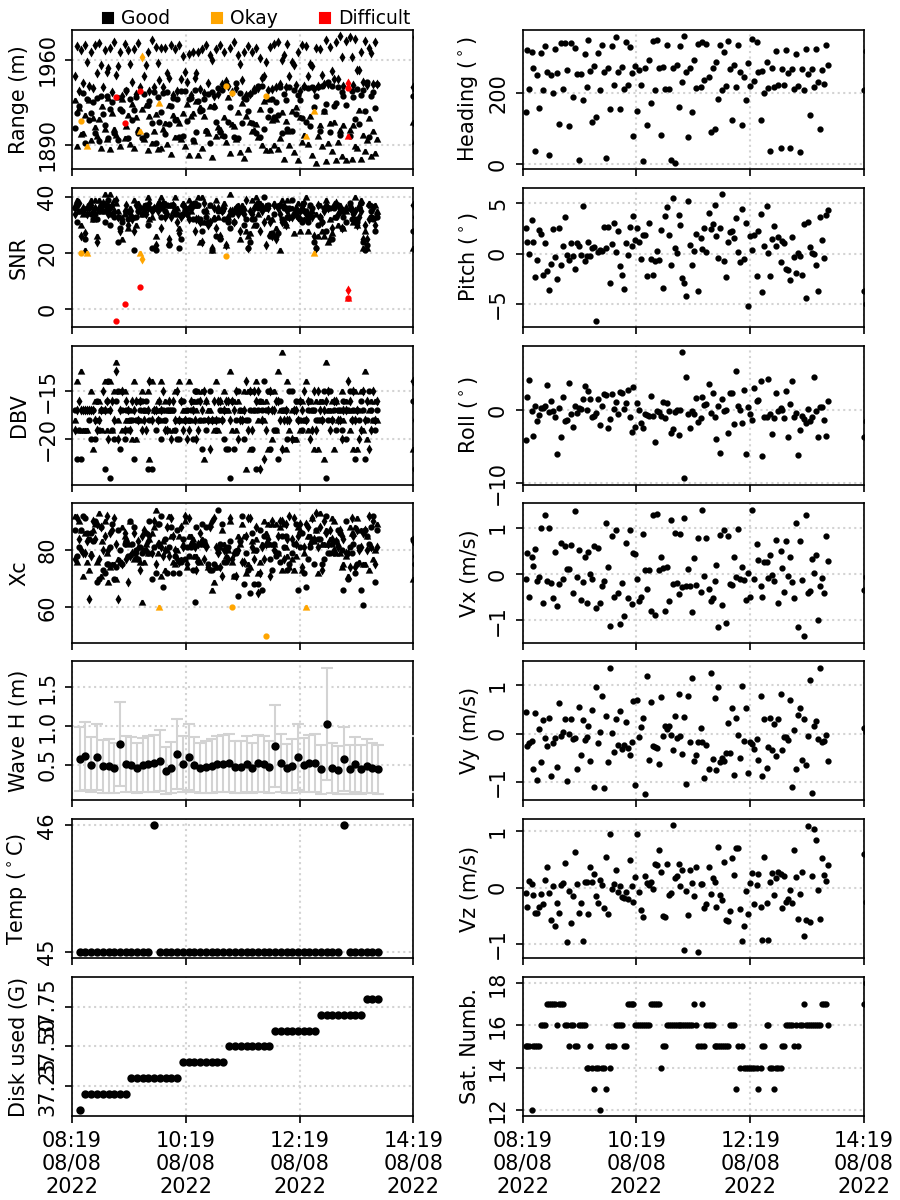 Good Okay Difficult
Range (m)
1960
1890
Heading (°)
200
0
SNR
40
20
0
Pitch (°)
5
0
−5
DBV
−15
−20
Roll (°)
0
−10
Xc
80
60
Vx (m/s)
1
0
−1
Wave H (m)
1.5
1.0
0.5
Vy (m/s)
1
0
−1
Temp (°C)
46
45
Vz (m/s)
1
0
−1
Disk used (G)
37.75
37.50
37.25
Sat. Numb.
18
16
14
12
08:19 10:19 12:19 14:19 08:19 10:19 12:19 14:19
08/08 08/08 08/08 08/08 08/08 08/08 08/08 08/08
2022 2022 2022 2022 2022 2022 2022 2022